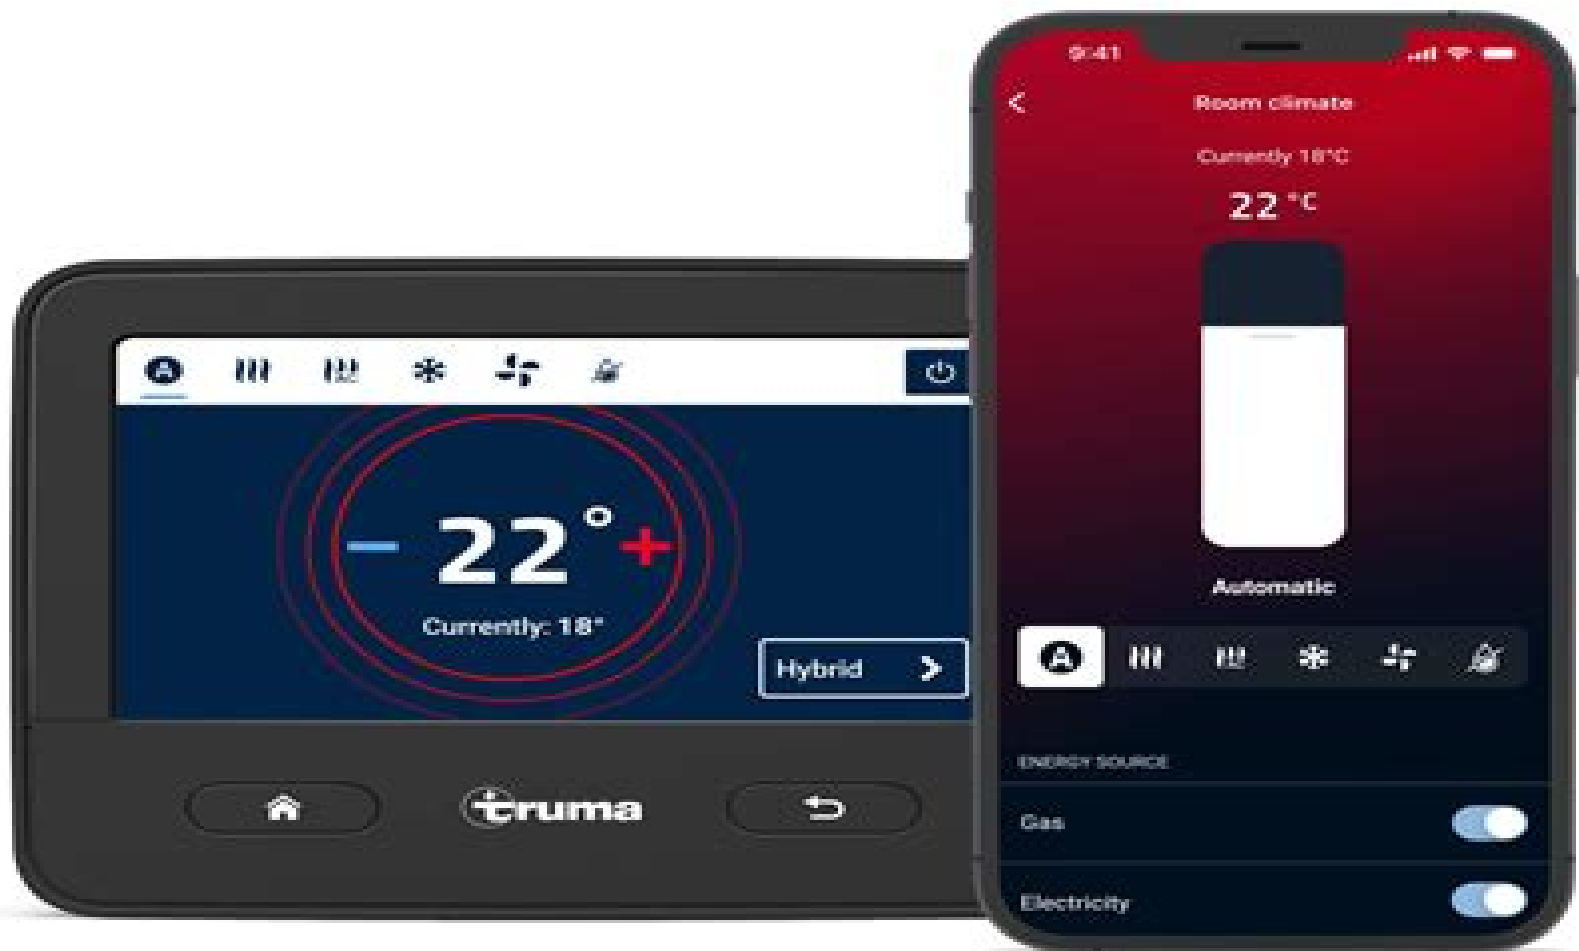 22°
Currently: 18°
Hybrid
truma
9:41
Room climate
Currently 18°C
22 °C
Automatic
A
ENERGY SOURCE
Gas
Electricity